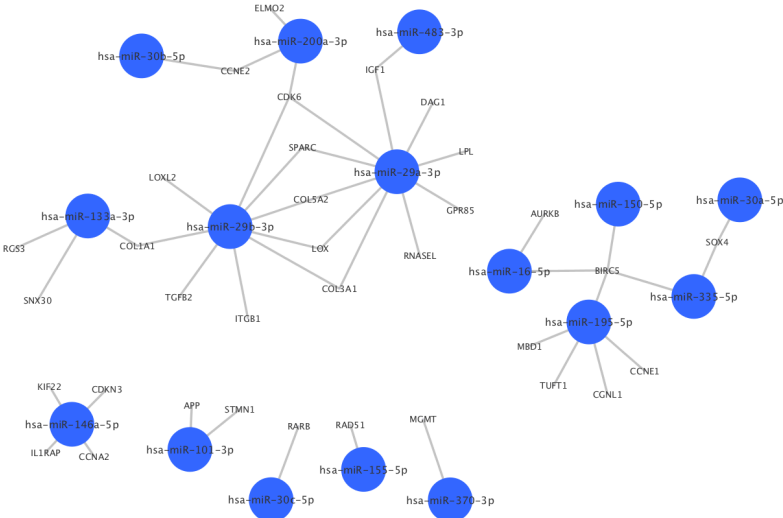 ELMO2
hsa-miR-483-3p
hsa-miR-200a-3p
hsa-miR-30b-5p
CCNE2
IGF1
CDK6
DAG1
SPARC
LPL
LOXL2
hsa-miR-29a-3p
COL5A2
GPR85
hsa-miR-150-5p
hsa-miR-30a-5p
hsa-miR-133a-3p
AURKB
hsa-miR-29b-3p
RGS3
COL1A1
LOX
RNASEL
SOX4
hsa-miR-16-5p
BIRC5
COL3A1
SNX30
TGFB2
hsa-miR-335-5p
ITGB1
hsa-miR-195-5p
MBD1
CCNE1
TUFT1
CGNL1
KIF22
CDKN3
APP
STMN1
hsa-miR-146a-5p
RARB
RAD51
MGMT
IL1RAP
CCNA2
hsa-miR-101-3p
hsa-miR-155-5p
hsa-miR-30c-5p
hsa-miR-370-3p